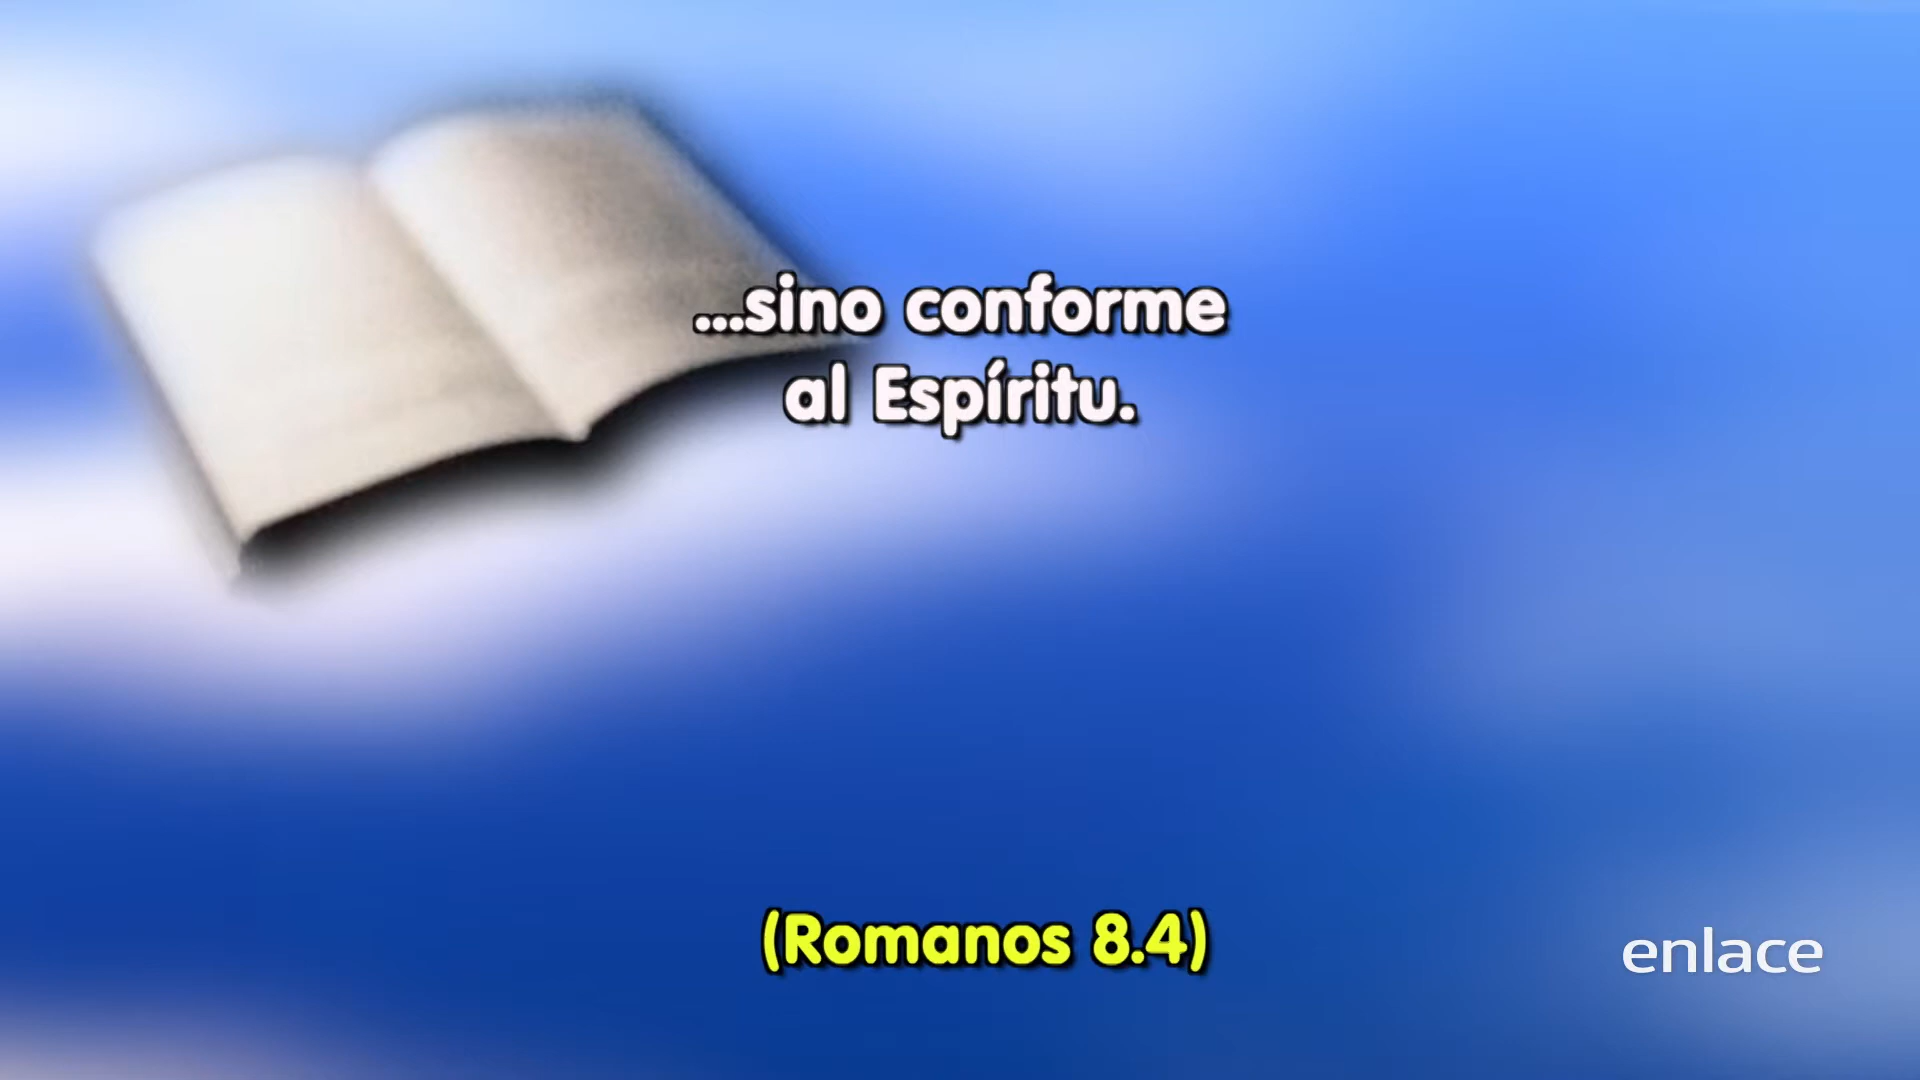 ...sino conforme
al Espíritu.
(Romanos 8.4)
enlace